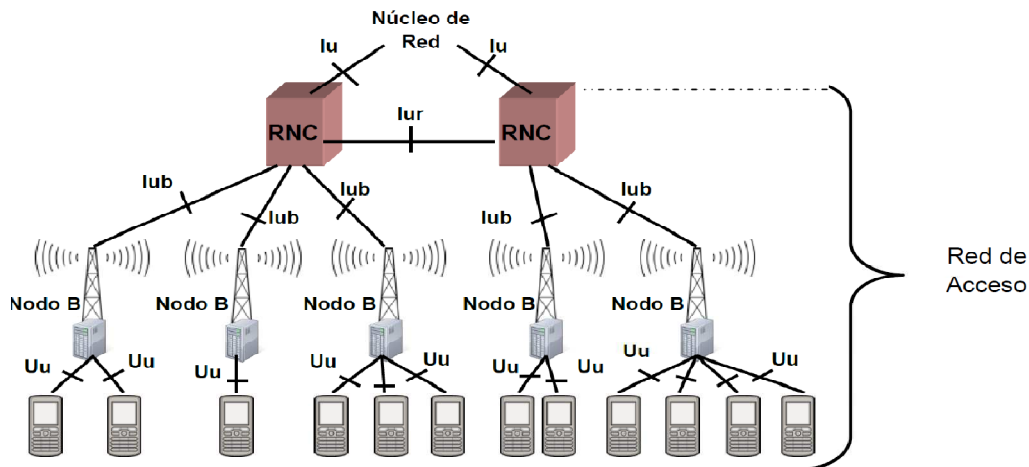 Núcleo de
Red
Iu
Iu
RNC
Iur
RNC
Iub
Iub
Iub
Iub
Iub
Nodo B
Nodo B
Nodo B
Nodo B
Nodo B
Red de
Acceso
Uu
Uu
Uu
Uu
Uu
Uu
Uu
Uu
Uu